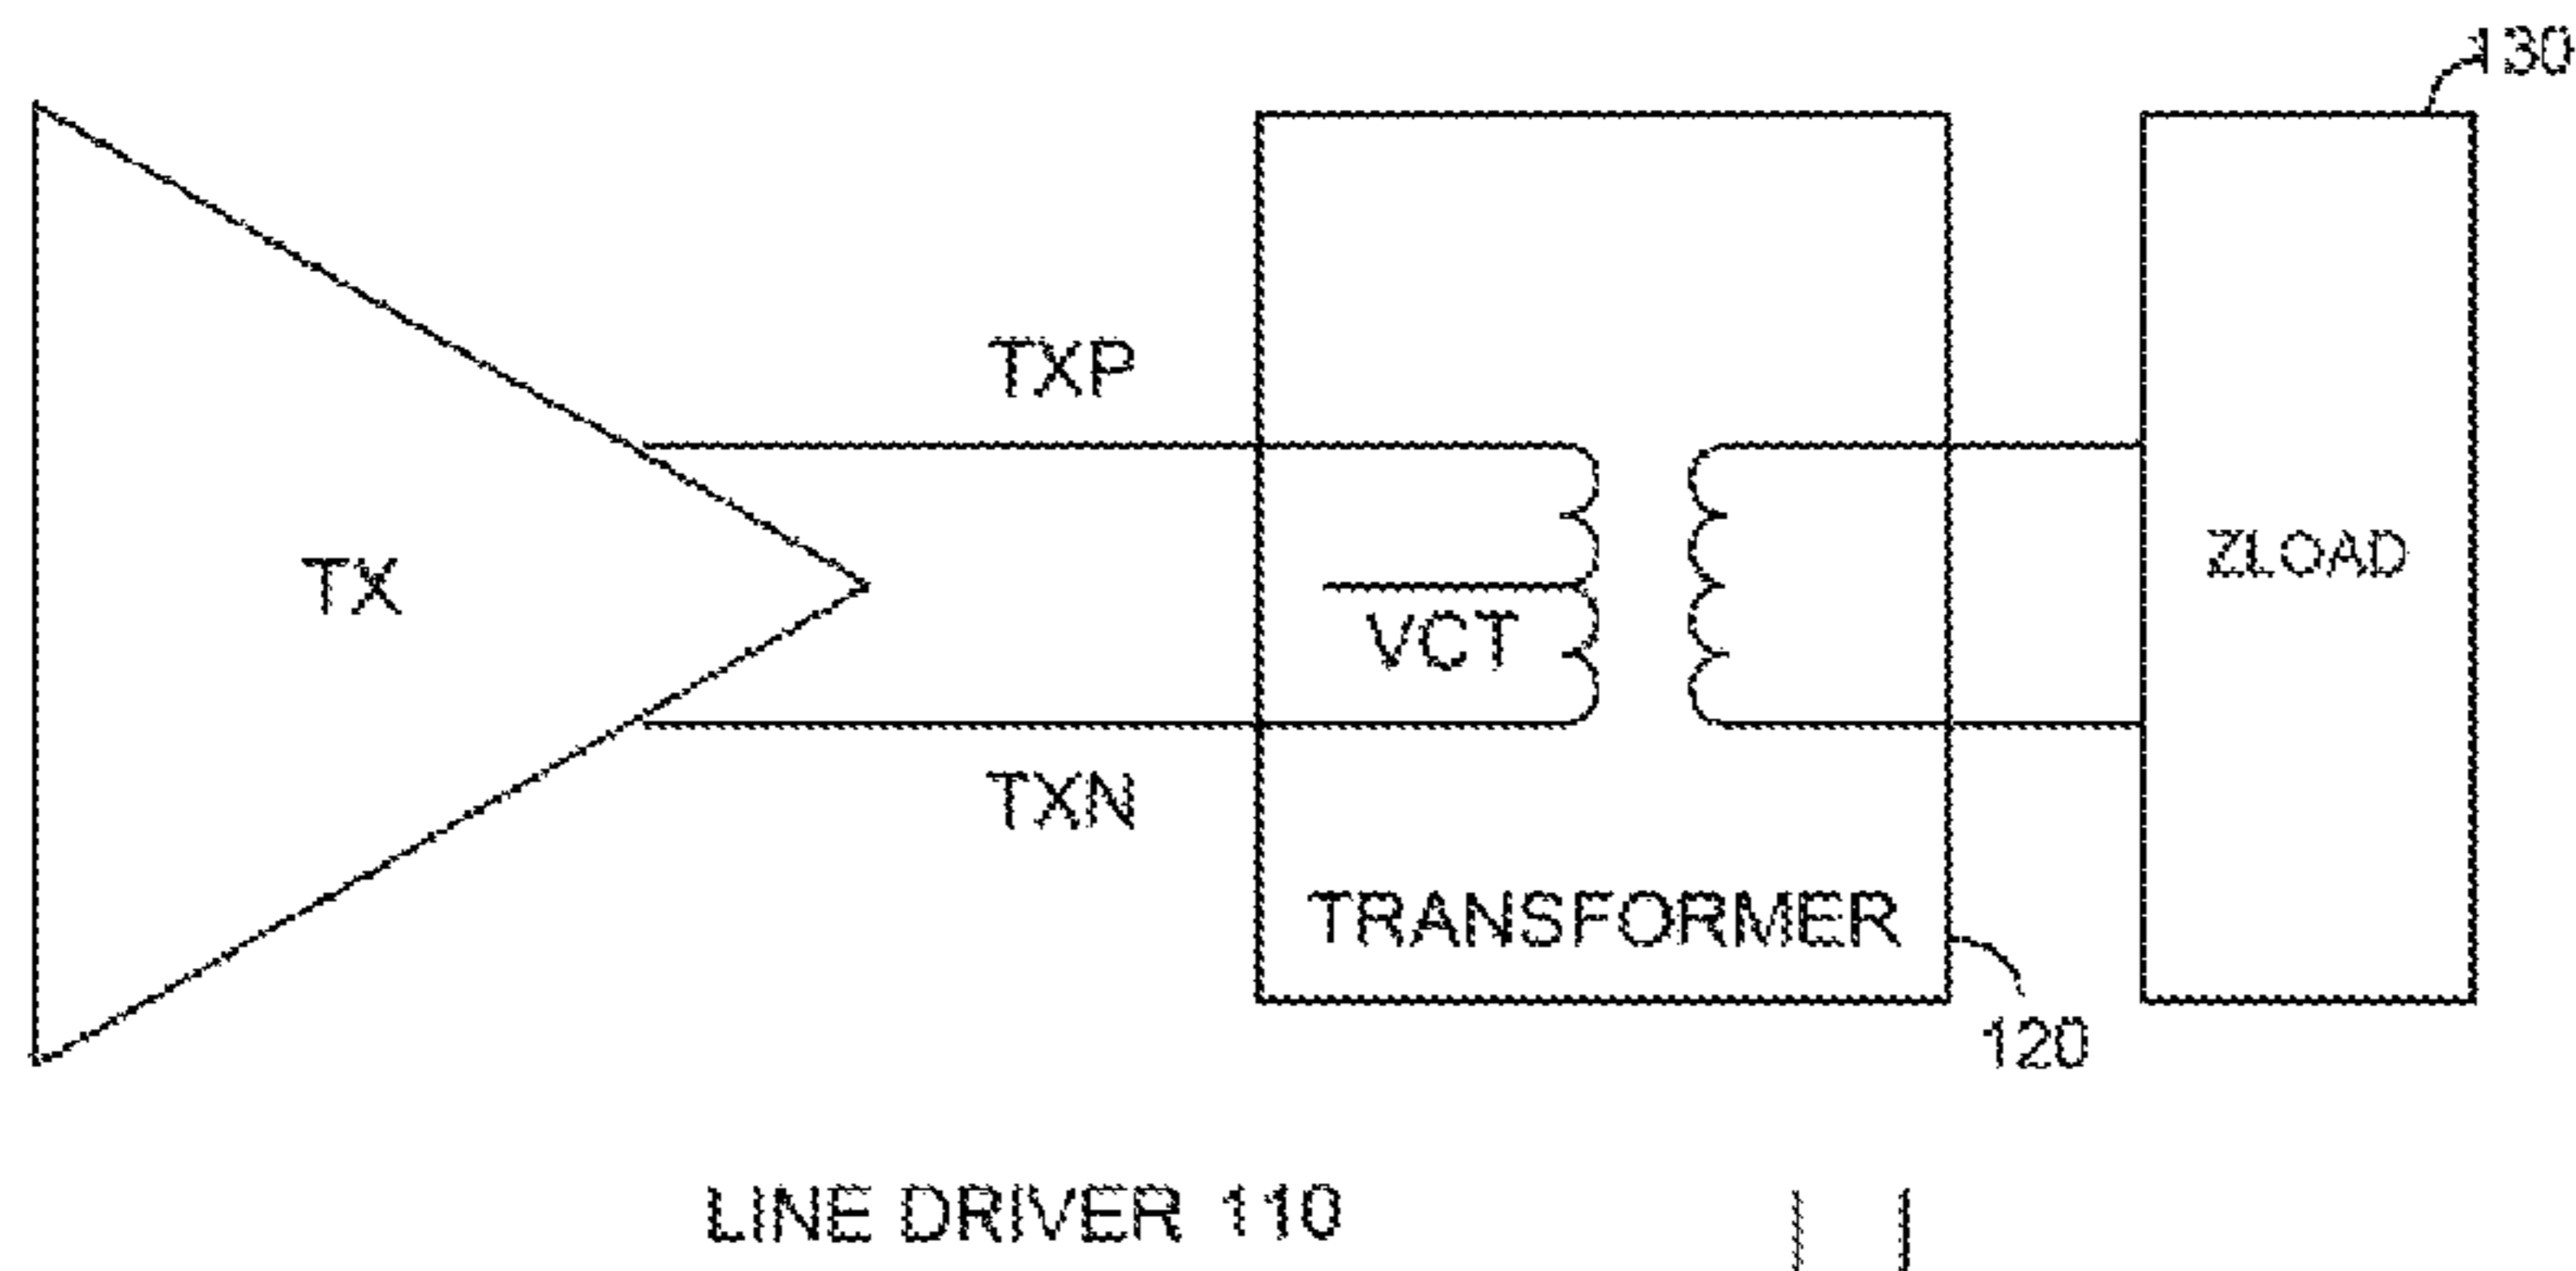 130
TXP
TX
ZLOAD
VCT
TXN
TRANSFORMER
120
LINE DRIVER 110